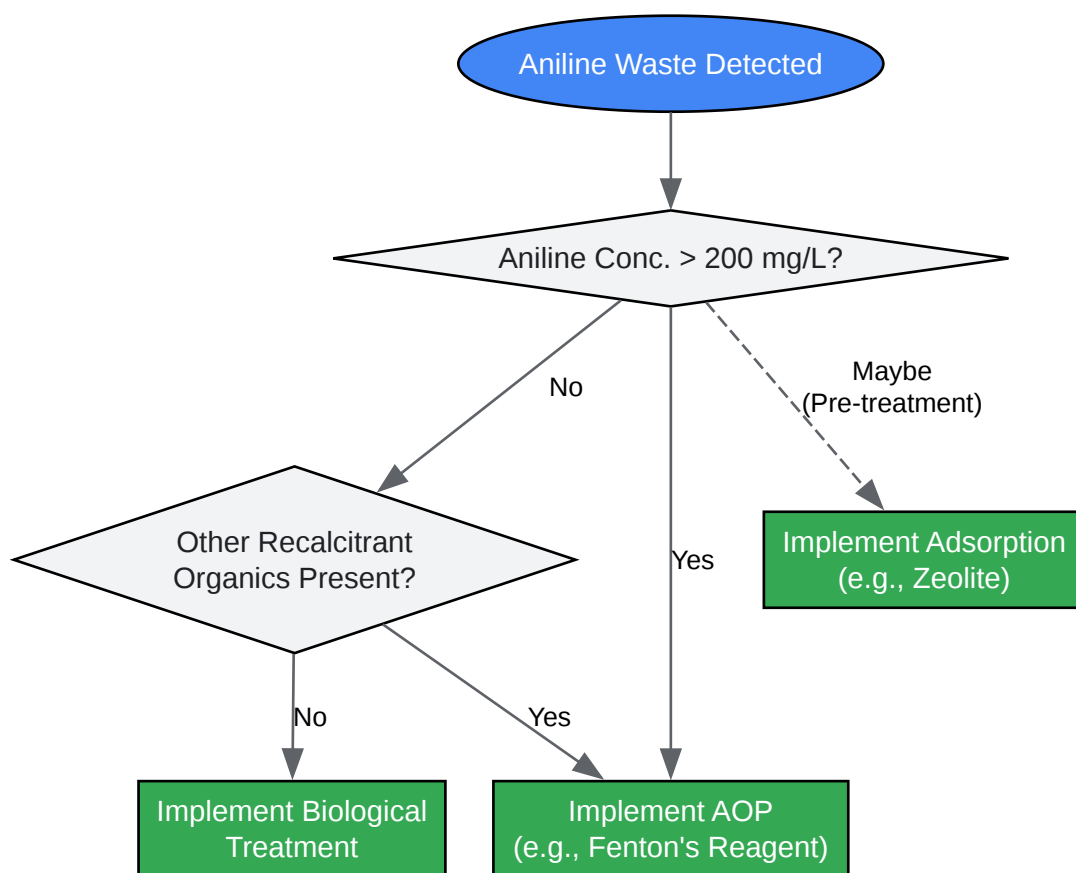 Aniline Waste Detected
Aniline Conc. > 200 mg/L?
No
Maybe
(Pre-treatment)
Other Recalcitrant
Organics Present?
Yes
Implement Adsorption
(e.g., Zeolite)
No
Yes
Implement Biological
Treatment
Implement AOP
(e.g., Fenton's Reagent)